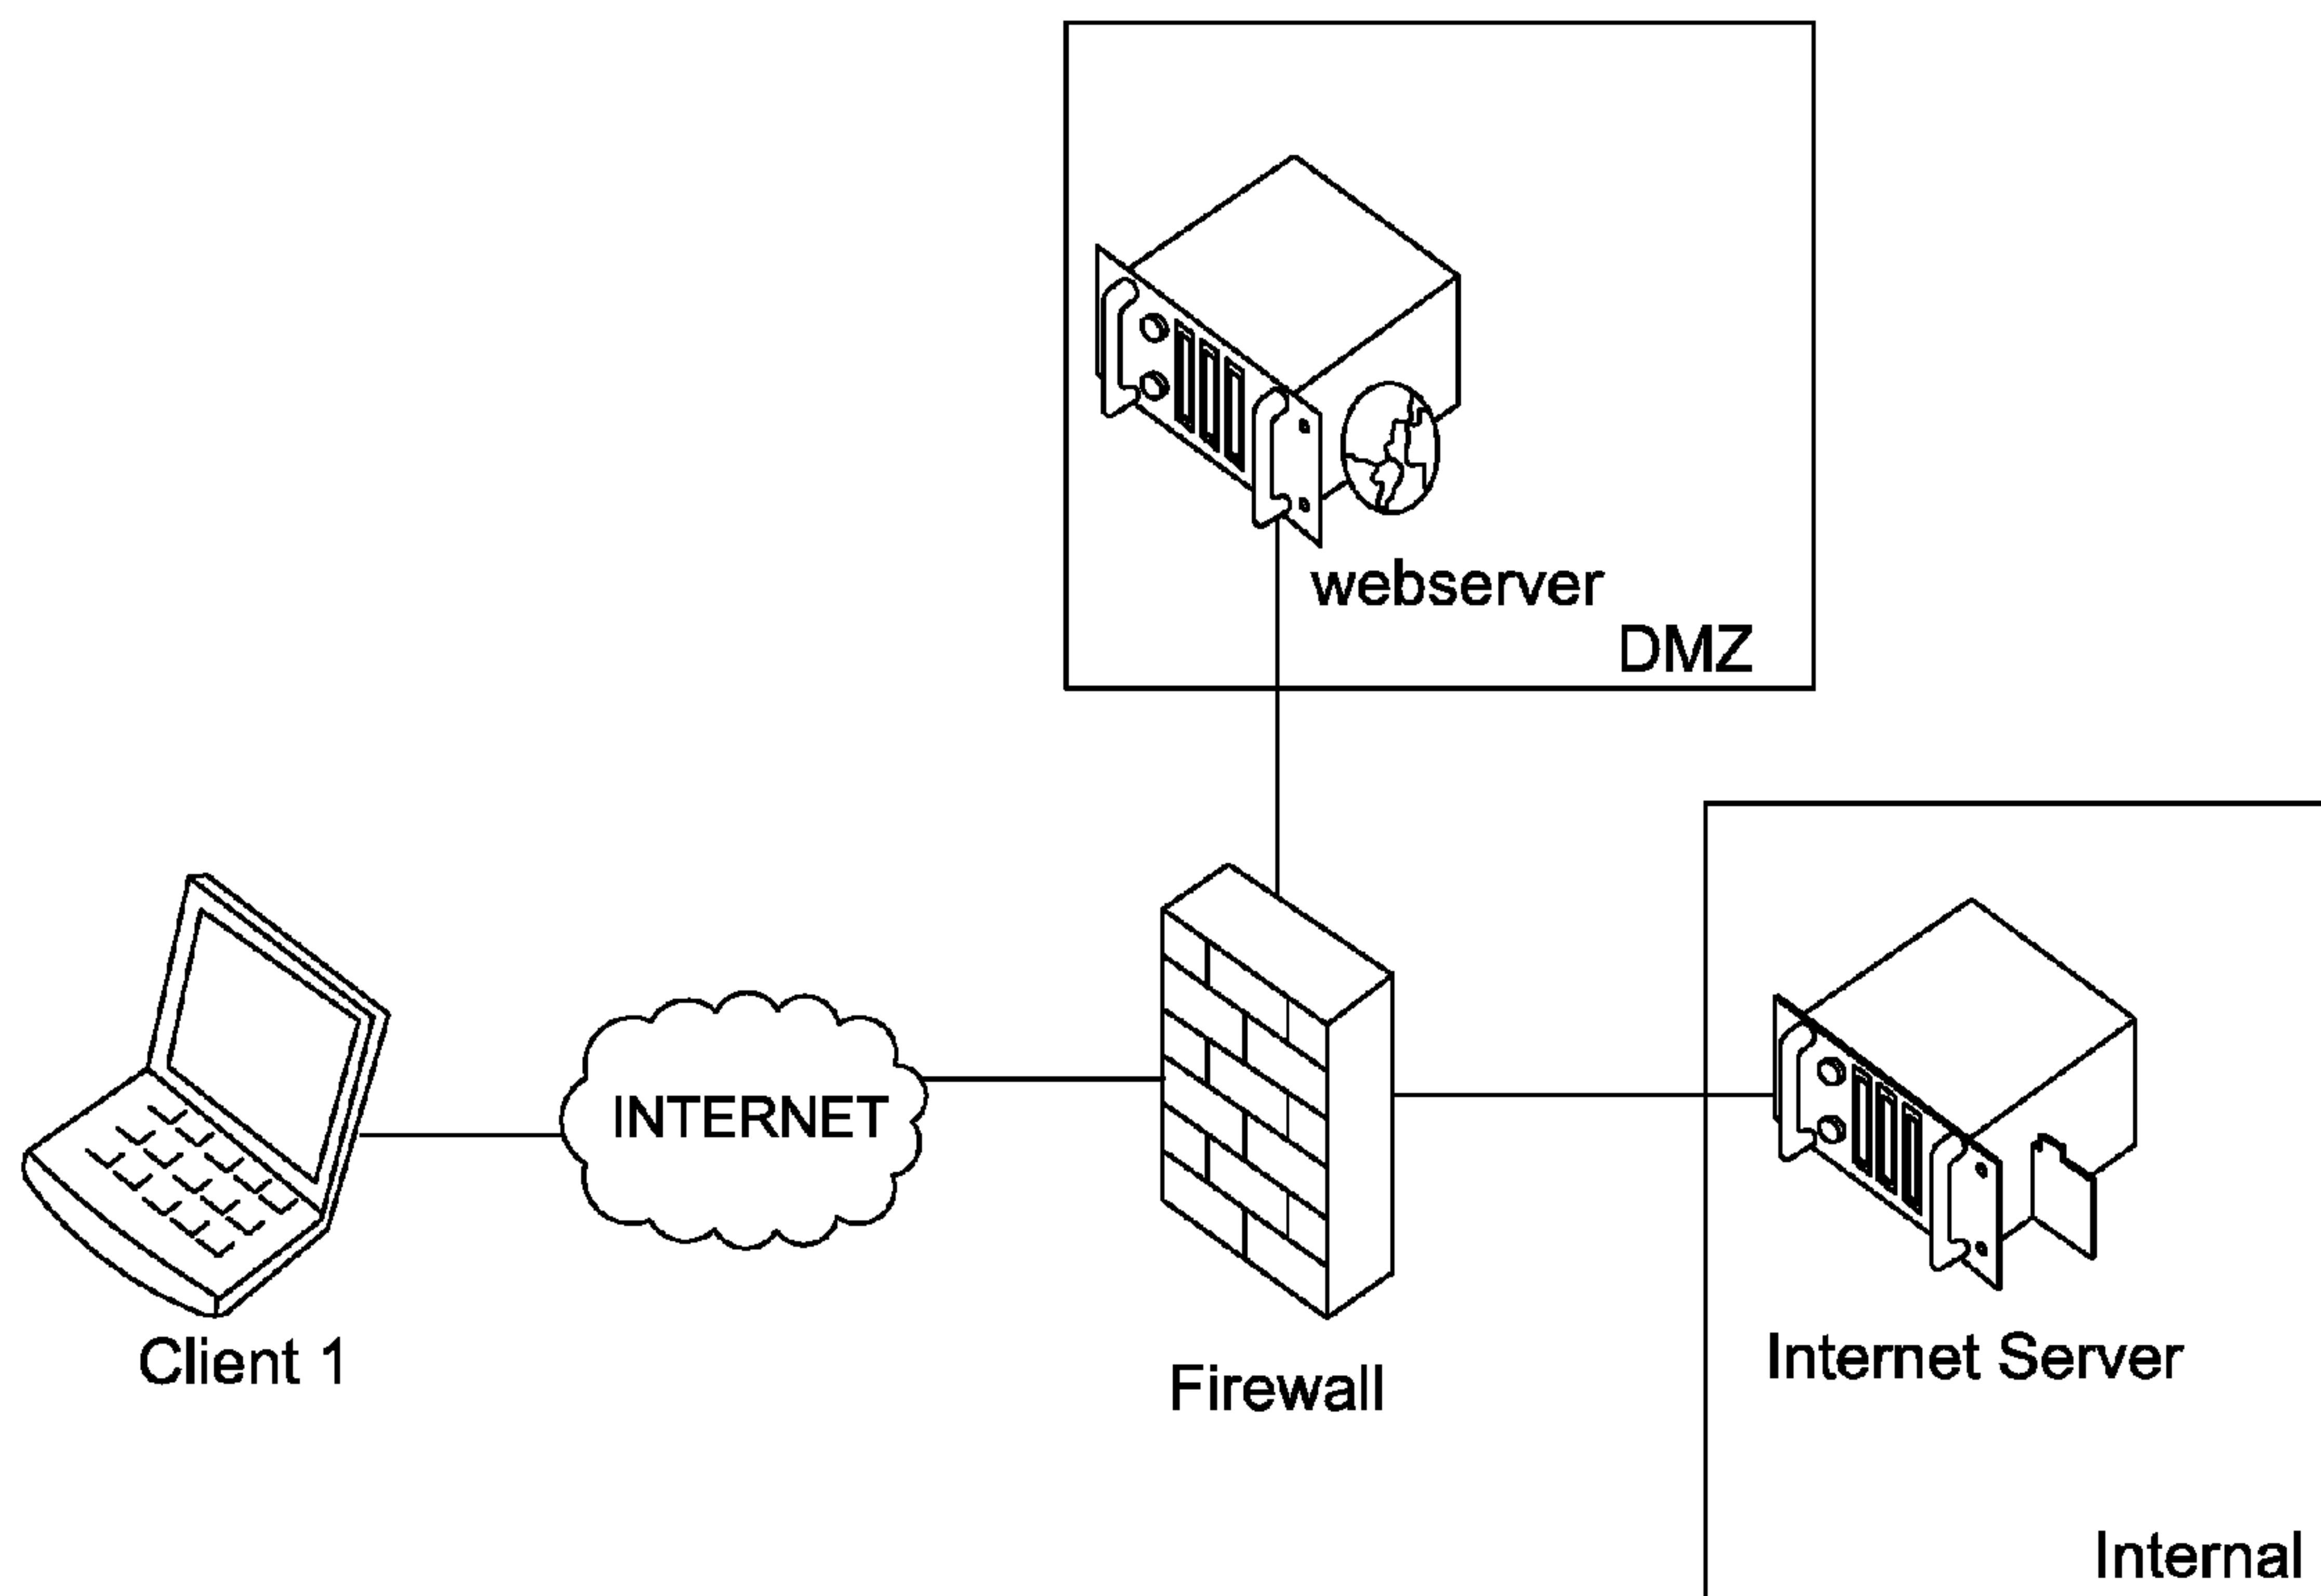 webserver
DMZ
INTERNET
Client 1
Firewall
Internet Server
Internal